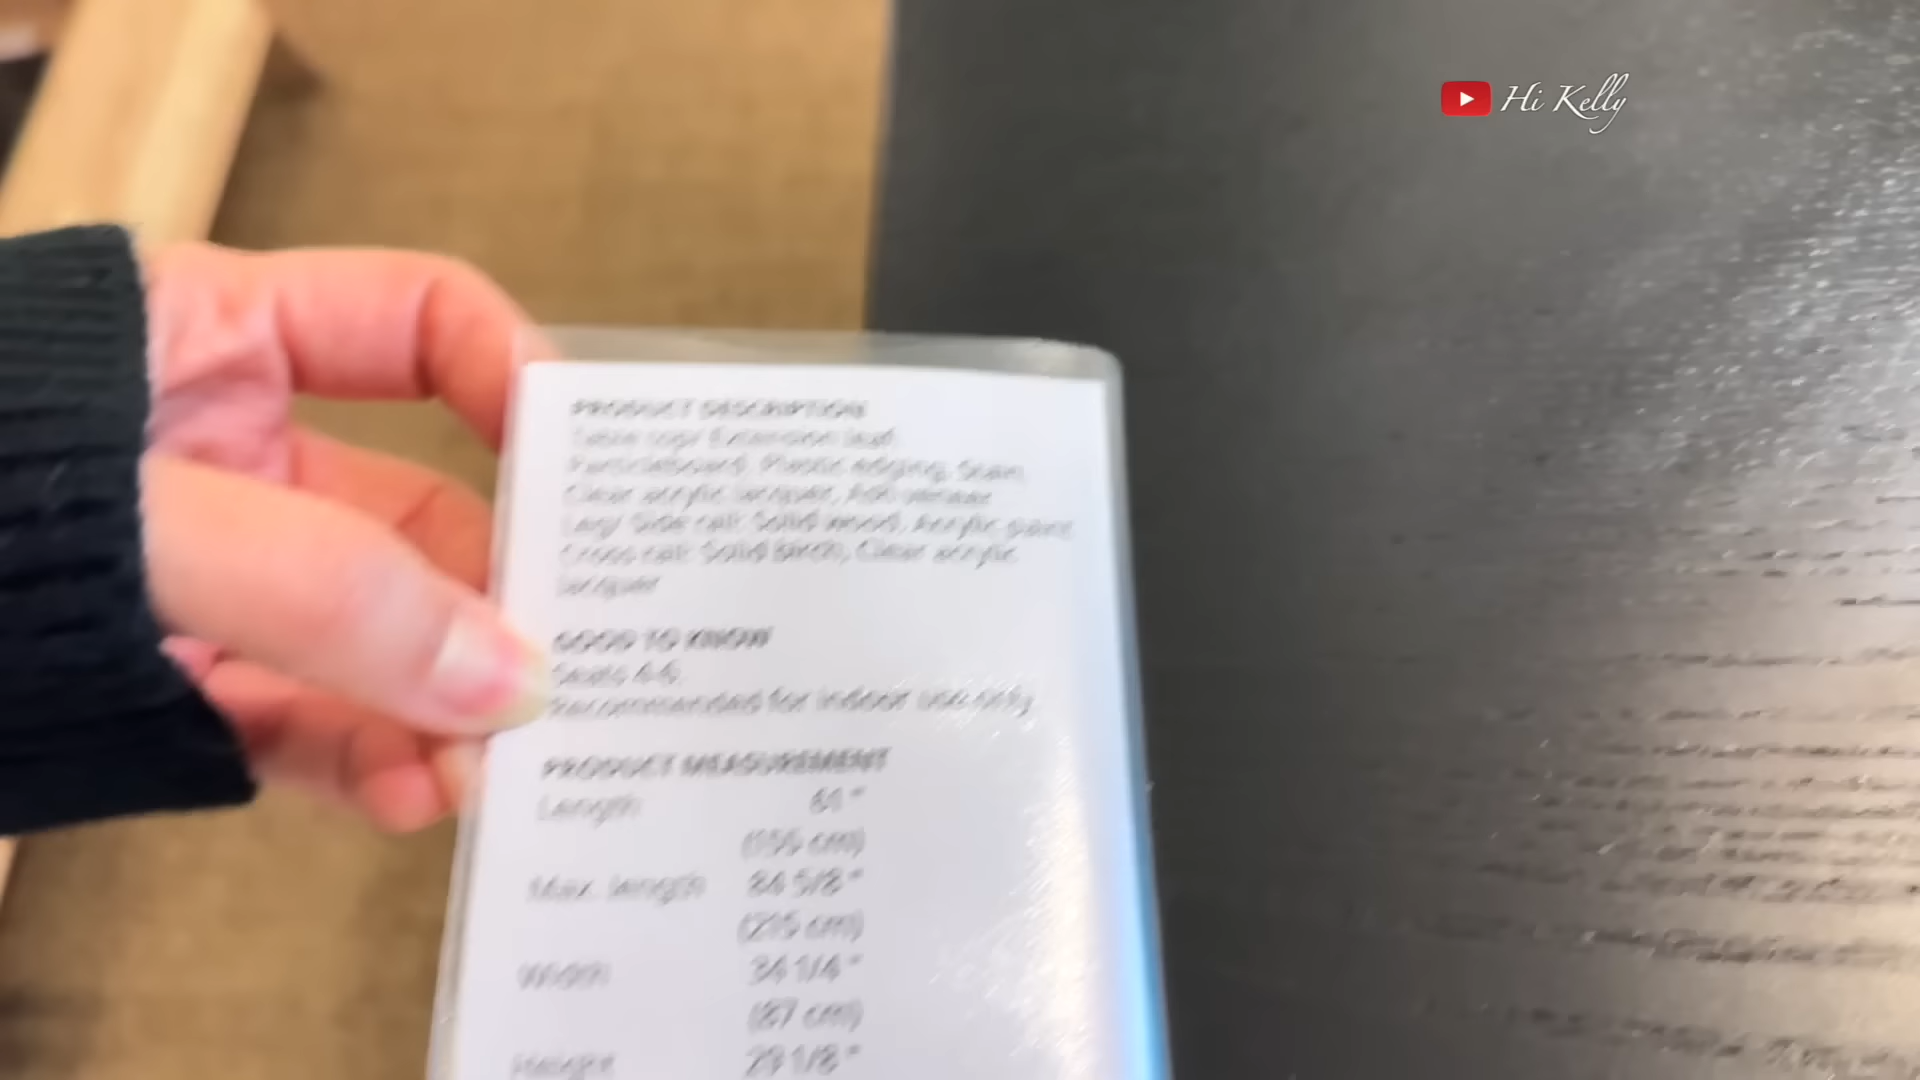 Hi Kelly
PRODUCT DESCRIPTION
Table top/ Extension leaf:
Particleboard, Plastic edging, Stain,
Clear acrylic lacquer, Ash veneer
Leg/ Side rail: Solid wood, Acrylic paint
Cross rail: Solid birch, Clear acrylic
lacquer
GOOD TO KNOW
Seats 4-6.
Recommended for indoor use only.
PRODUCT MEASUREMENT
Length 61 "
(155 cm)
Max. length 84 5/8 "
(215 cm)
Width 34 1/4 "
(87 cm)
Height 29 1/8 "